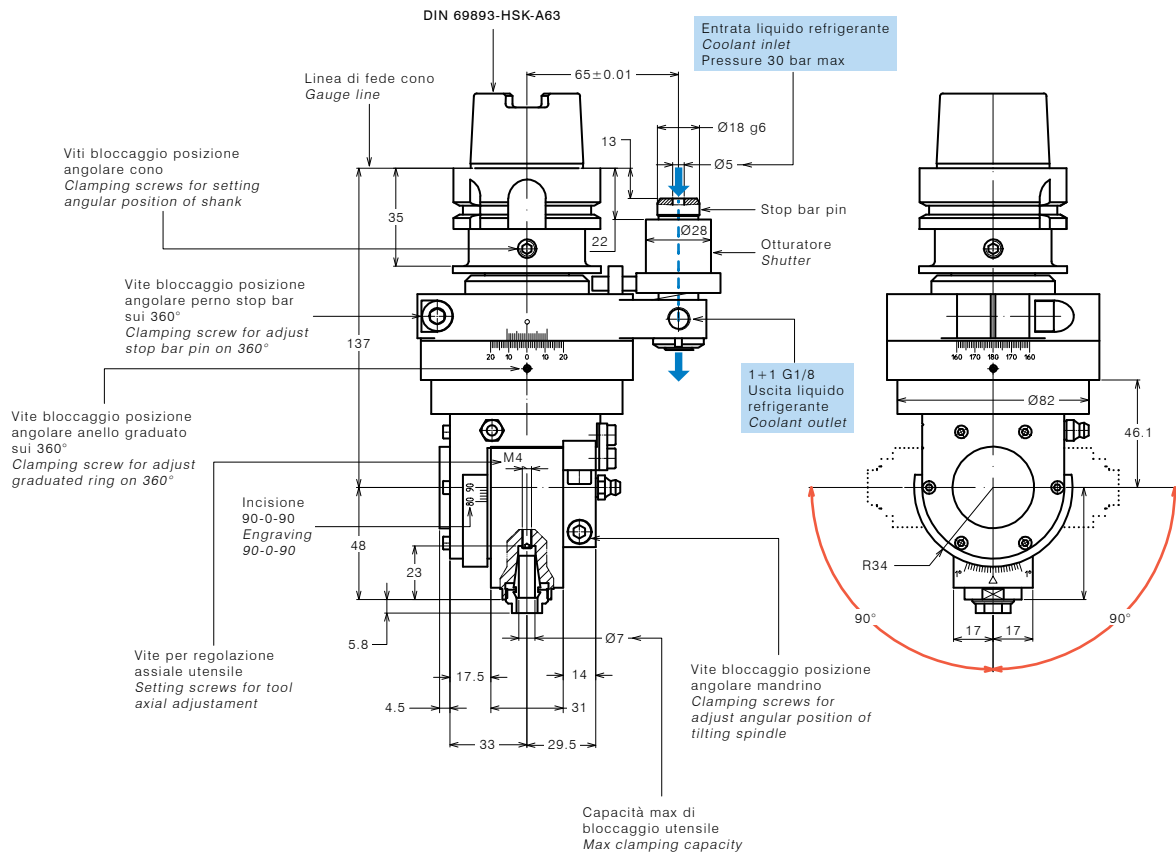 DIN 69893-HSK-A63
Entrata liquido refrigerante
Coolant inlet
Pressure 30 bar max
65±0.01
Linea di fede cono
Gauge line
Ø18 g6
13
Ø5
Viti bloccaggio posizione
angolare cono
Clamping screws for setting
angular position of shank
35
Stop bar pin
22
Ø28
Otturatore
Shutter
Vite bloccaggio posizione
angolare perno stop bar
sui 360°
Clamping screw for adjust
stop bar pin on 360°
137
20 10 0 10 20
160 170 180 170 160
1+1 G1/8
Uscita liquido
refrigerante
Coolant outlet
Ø82
46.1
Vite bloccaggio posizione
angolare anello graduato
sui 360°
Clamping screw for adjust
graduated ring on 360°
M4
80 90
Incisione
90-0-90
Engraving
90-0-90
48
23
R34
1° 1°
5.8
Ø7
90°
90°
17 17
Vite per regolazione
assiale utensile
Setting screws for tool
axial adjustament
17.5
14
4.5
31
33
29.5
Vite bloccaggio posizione
angolare mandrino
Clamping screws for
adjust angular position of
tilting spindle
Capacità max di
bloccaggio utensile
Max clamping capacity